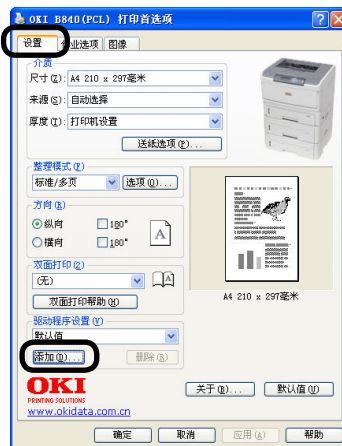 OKI B840(PCL) 打印首选项
设置 作业选项 图像
介质
尺寸(Z): A4 210 x 297毫米
来源(S): 自动选择
厚度(T): 打印机设置
送紙选项(P)...
整理模式(F)
标准/多页 选项(O)...
方向(R)
纵向 180°
横向 180°
A
双面打印(2)
(无)
双面打印帮助(H)
A4 210 x 297毫米
驱动程序设置(V)
默认值
添加(D)... 删除(E)
OKI
PRINTING SOLUTIONS
www.okidata.com.cn
关于(B)... 默认值(U)
确定 取消 应用(A) 帮助